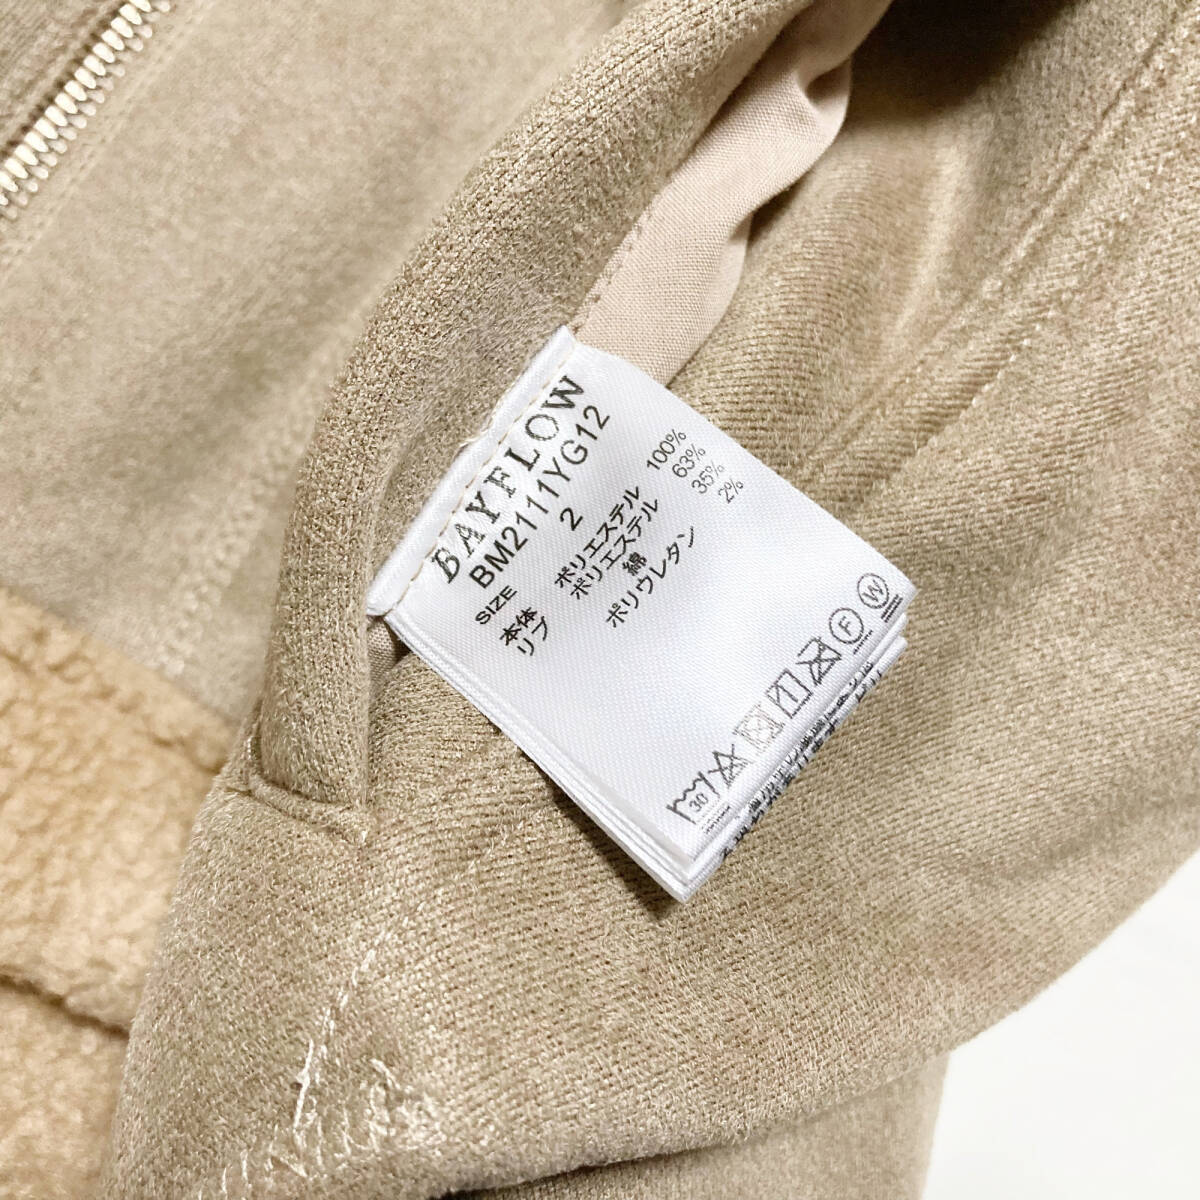 BAYFLOW
BM2111YG12
SIZE 2
本体 ポリエステル 100%
リブ ポリエステル 63%
綿 35%
ポリウレタン 2%
30 F W